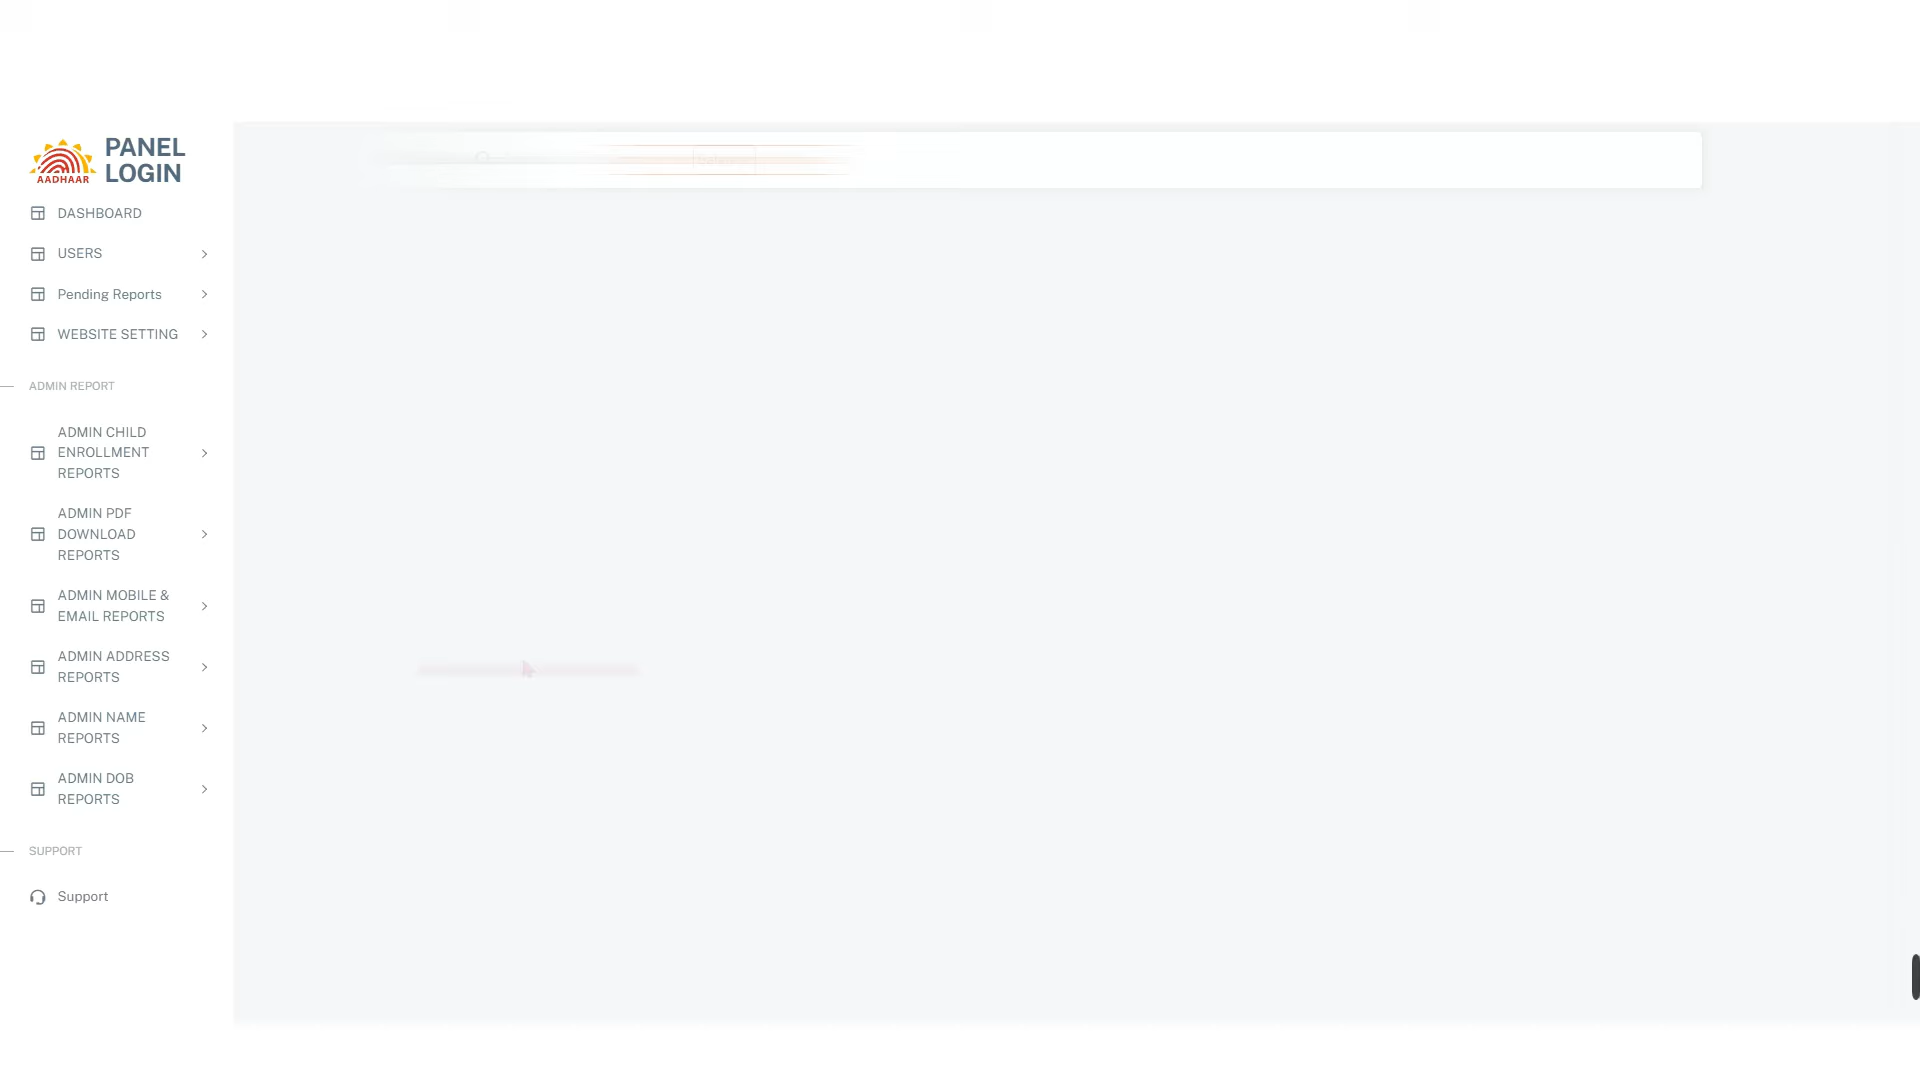 PANEL
LOGIN
AADHAAR
DASHBOARD
USERS
Pending Reports
WEBSITE SETTING
ADMIN REPORT
ADMIN CHILD
ENROLLMENT
REPORTS
ADMIN PDF
DOWNLOAD
REPORTS
ADMIN MOBILE &
EMAIL REPORTS
ADMIN ADDRESS
REPORTS
ADMIN NAME
REPORTS
ADMIN DOB
REPORTS
SUPPORT
Support